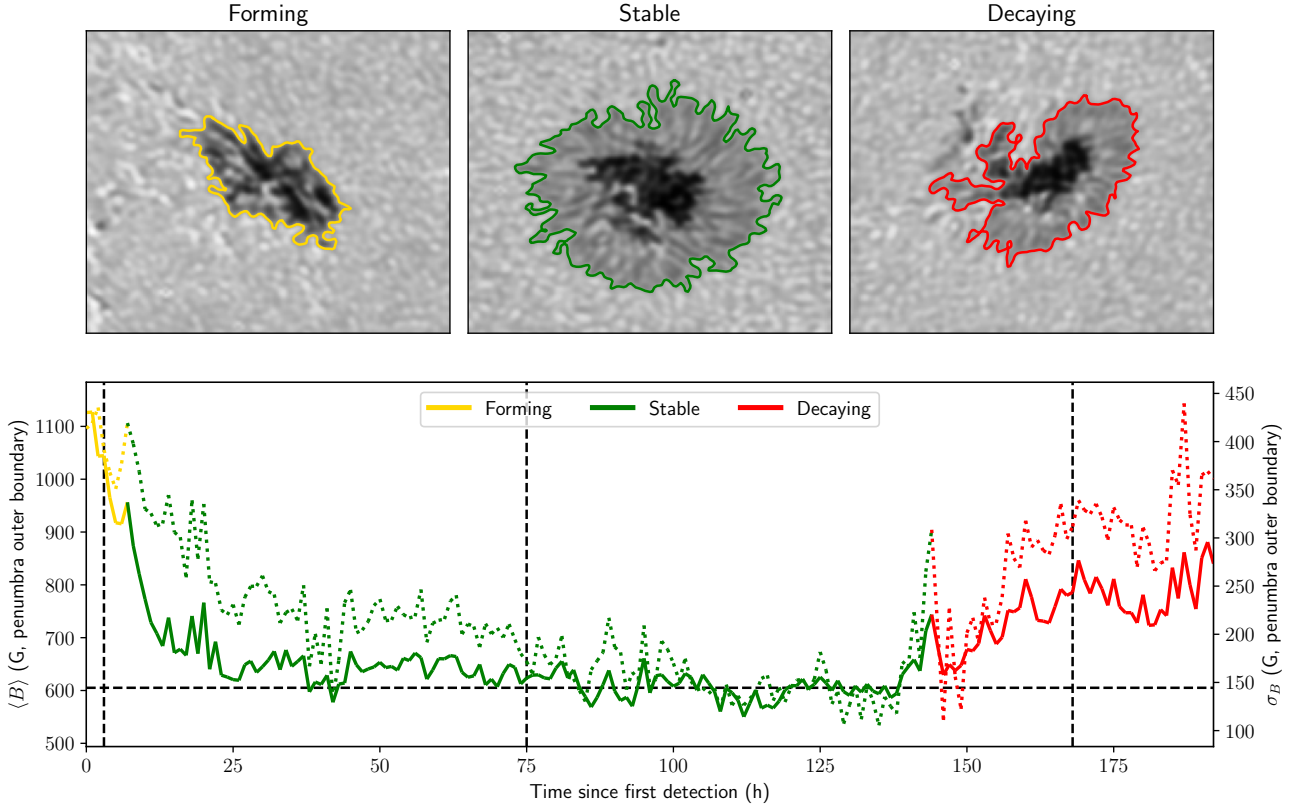 Forming Stable Decaying
Forming Stable Decaying
⟨B⟩ (G, penumbra outer boundary)
1100
1000
900
800
700
600
500
450
400
350
300
250
200
150
100
σ_B (G, penumbra outer boundary)
0 25 50 75 100 125 150 175
Time since first detection (h)